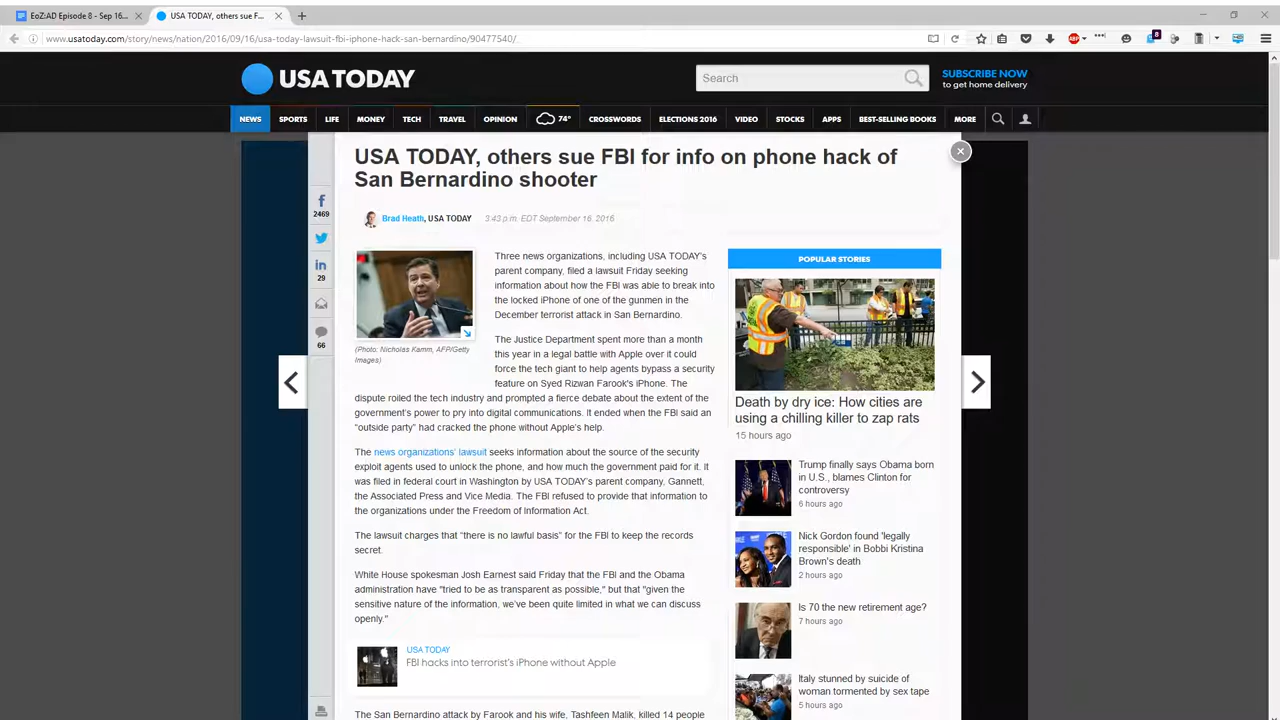 EoZ:AD Episode 8 - Sep 16...
USA TODAY, others sue F...
www.usatoday.com/story/news/nation/2016/09/16/usa-today-lawsuit-fbi-iphone-hack-san-bernardino/90477540/
ABP
8
USA TODAY
Search
SUBSCRIBE NOW
to get home delivery
NEWS SPORTS LIFE MONEY TECH TRAVEL OPINION 74° CROSSWORDS ELECTIONS 2016 VIDEO STOCKS APPS BEST-SELLING BOOKS MORE
USA TODAY, others sue FBI for info on phone hack of
San Bernardino shooter
Brad Heath, USA TODAY 3:43 p.m. EDT September 16, 2016
2469
29
66
(Photo: Nicholas Kamm, AFP/Getty
Images)
Three news organizations, including USA TODAY's
parent company, filed a lawsuit Friday seeking
information about how the FBI was able to break into
the locked iPhone of one of the gunmen in the
December terrorist attack in San Bernardino.
The Justice Department spent more than a month
this year in a legal battle with Apple over it could
force the tech giant to help agents bypass a security
feature on Syed Rizwan Farook's iPhone. The
dispute roiled the tech industry and prompted a fierce debate about the extent of the
government's power to pry into digital communications. It ended when the FBI said an
“outside party” had cracked the phone without Apple's help.
The news organizations' lawsuit seeks information about the source of the security
exploit agents used to unlock the phone, and how much the government paid for it. It
was filed in federal court in Washington by USA TODAY's parent company, Gannett,
the Associated Press and Vice Media. The FBI refused to provide that information to
the organizations under the Freedom of Information Act.
The lawsuit charges that “there is no lawful basis” for the FBI to keep the records
secret.
White House spokesman Josh Earnest said Friday that the FBI and the Obama
administration have "tried to be as transparent as possible," but that "given the
sensitive nature of the information, we've been quite limited in what we can discuss
openly."
USA TODAY
FBI hacks into terrorist's iPhone without Apple
The San Bernardino attack by Farook and his wife, Tashfeen Malik, killed 14 people
POPULAR STORIES
Death by dry ice: How cities are
using a chilling killer to zap rats
15 hours ago
Trump finally says Obama born
in U.S., blames Clinton for
controversy
6 hours ago
Nick Gordon found 'legally
responsible' in Bobbi Kristina
Brown's death
2 hours ago
Is 70 the new retirement age?
7 hours ago
Italy stunned by suicide of
woman tormented by sex tape
5 hours ago